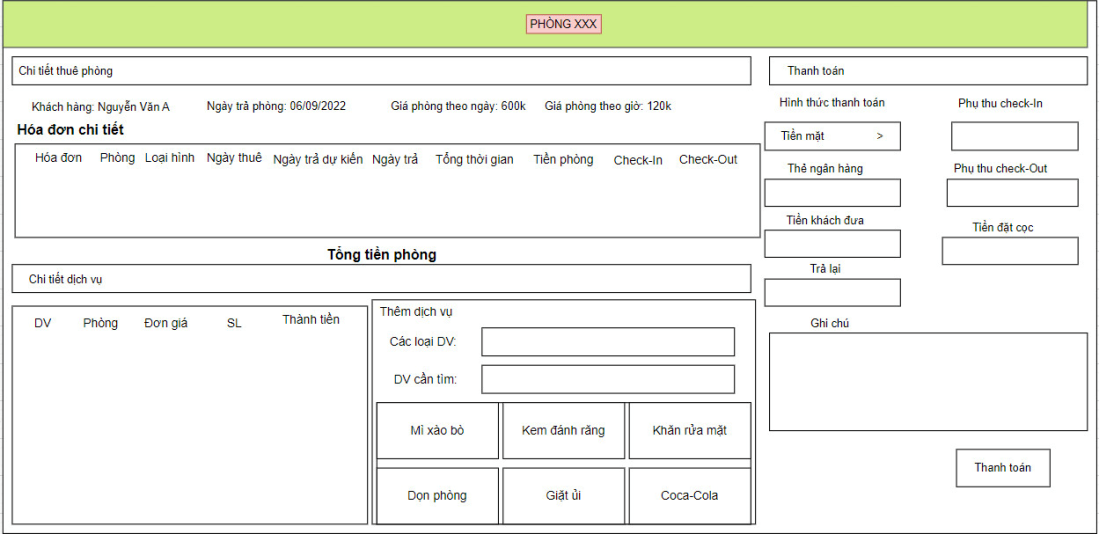 PHÒNG XXX
Chi tiết thuê phòng
Thanh toán
Khách hàng: Nguyễn Văn A Ngày trả phòng: 06/09/2022 Giá phòng theo ngày: 600k Giá phòng theo giờ: 120k
Hình thức thanh toán Phụ thu check-In
Hóa đơn chi tiết
Tiền mặt >
Hóa đơn Phòng Loại hình Ngày thuê Ngày trả dự kiến Ngày trả Tổng thời gian Tiền phòng Check-In Check-Out
Thẻ ngân hàng Phụ thu check-Out
Tiền khách đưa Tiền đặt cọc
Tổng tiền phòng
Trả lại
Chi tiết dịch vụ
DV Phòng Đơn giá SL Thành tiền
Thêm dịch vụ
Các loại DV:
DV cần tìm:
Mì xào bò Kem đánh răng Khăn rửa mặt
Dọn phòng Giặt ủi Coca-Cola
Ghi chú
Thanh toán